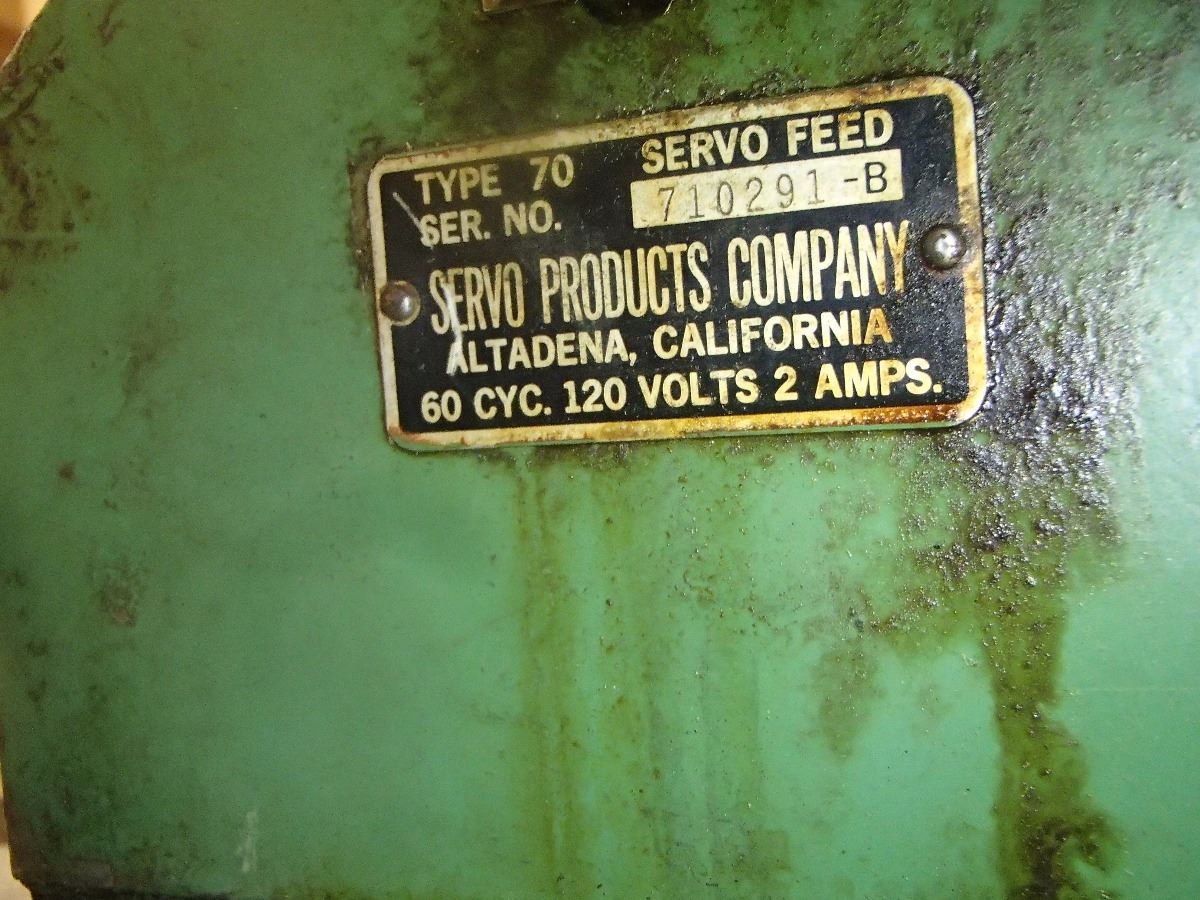 TYPE 70 SERVO FEED
SER. NO. 710291-B
SERVO PRODUCTS COMPANY
ALTADENA, CALIFORNIA
60 CYC. 120 VOLTS 2 AMPS.